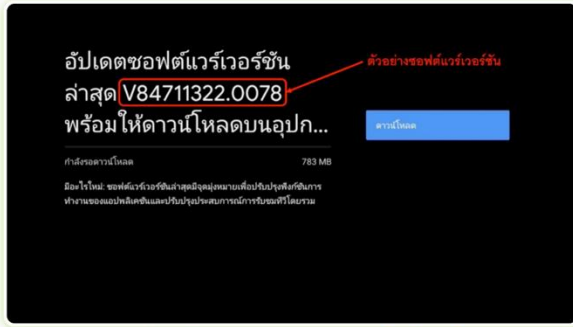 อัปเดตซอฟต์แวร์เวอร์ชัน
ล่าสุด V84711322.0078
พร้อมให้ดาวน์โหลดบนอุปก...
ตัวอย่างซอฟต์แวร์เวอร์ชัน
ดาวน์โหลด
กำลังรอดาวน์โหลด 783 MB
มีอะไรใหม่: ซอฟต์แวร์เวอร์ชันล่าสุดมีจุดมุ่งหมายเพื่อปรับปรุงฟังก์ชันการ
ทำงานของแอปพลิเคชันและปรับปรุงประสบการณ์การรับชมทีวีโดยรวม